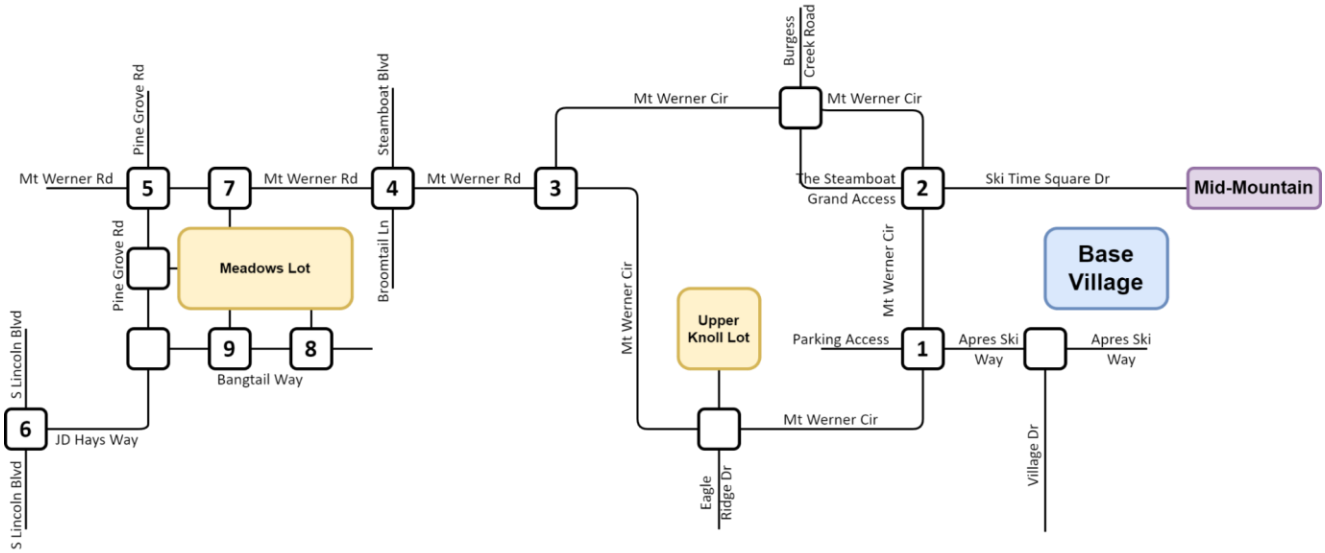 Burgess
Creek Road
Mt Werner Cir
Mt Werner Cir
Pine Grove Rd
Steamboat Blvd
Mt Werner Rd
5
7
Mt Werner Rd
4
Mt Werner Rd
3
The Steamboat
Grand Access
2
Ski Time Square Dr
Mid-Mountain
Pine Grove Rd
Meadows Lot
Broomtail Ln
Mt Werner Cir
Mt Werner Cir
Base
Village
Upper
Knoll Lot
S Lincoln Blvd
9
8
Bangtail Way
Parking Access
1
Apres Ski
Way
Apres Ski
Way
6
JD Hays Way
Mt Werner Cir
S Lincoln Blvd
Eagle
Ridge Dr
Village Dr